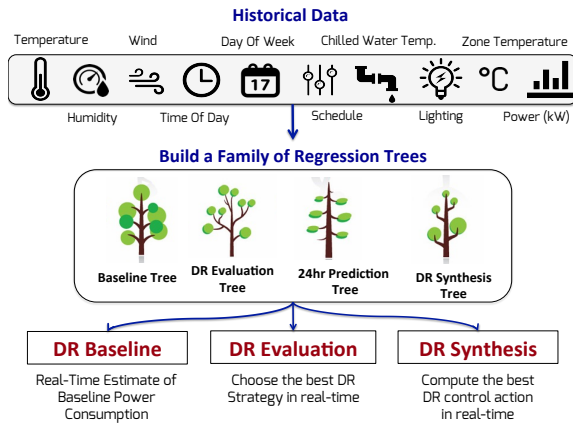 Historical Data
Temperature Wind Day Of Week Chilled Water Temp. Zone Temperature
17 °C
Humidity Time Of Day Schedule Lighting Power (kW)
Build a Family of Regression Trees
Baseline Tree
DR Evaluation
Tree
24hr Prediction
Tree
DR Synthesis
Tree
DR Baseline
Real-Time Estimate of
Baseline Power
Consumption
DR Evaluation
Choose the best DR
Strategy in real-time
DR Synthesis
Compute the best
DR control action
in real-time